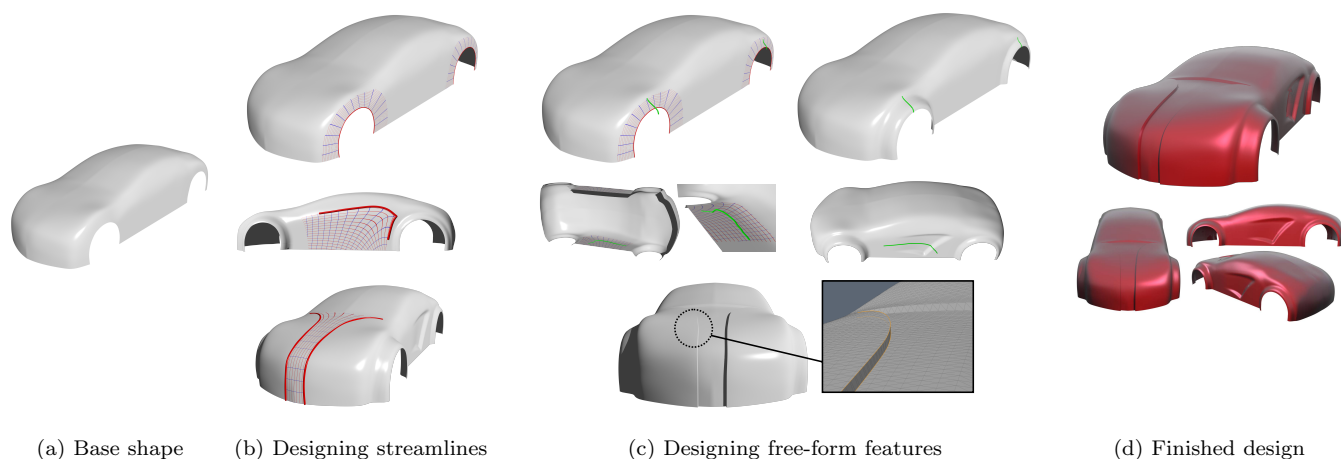 (a) Base shape
(b) Designing streamlines
(c) Designing free-form features
(d) Finished design